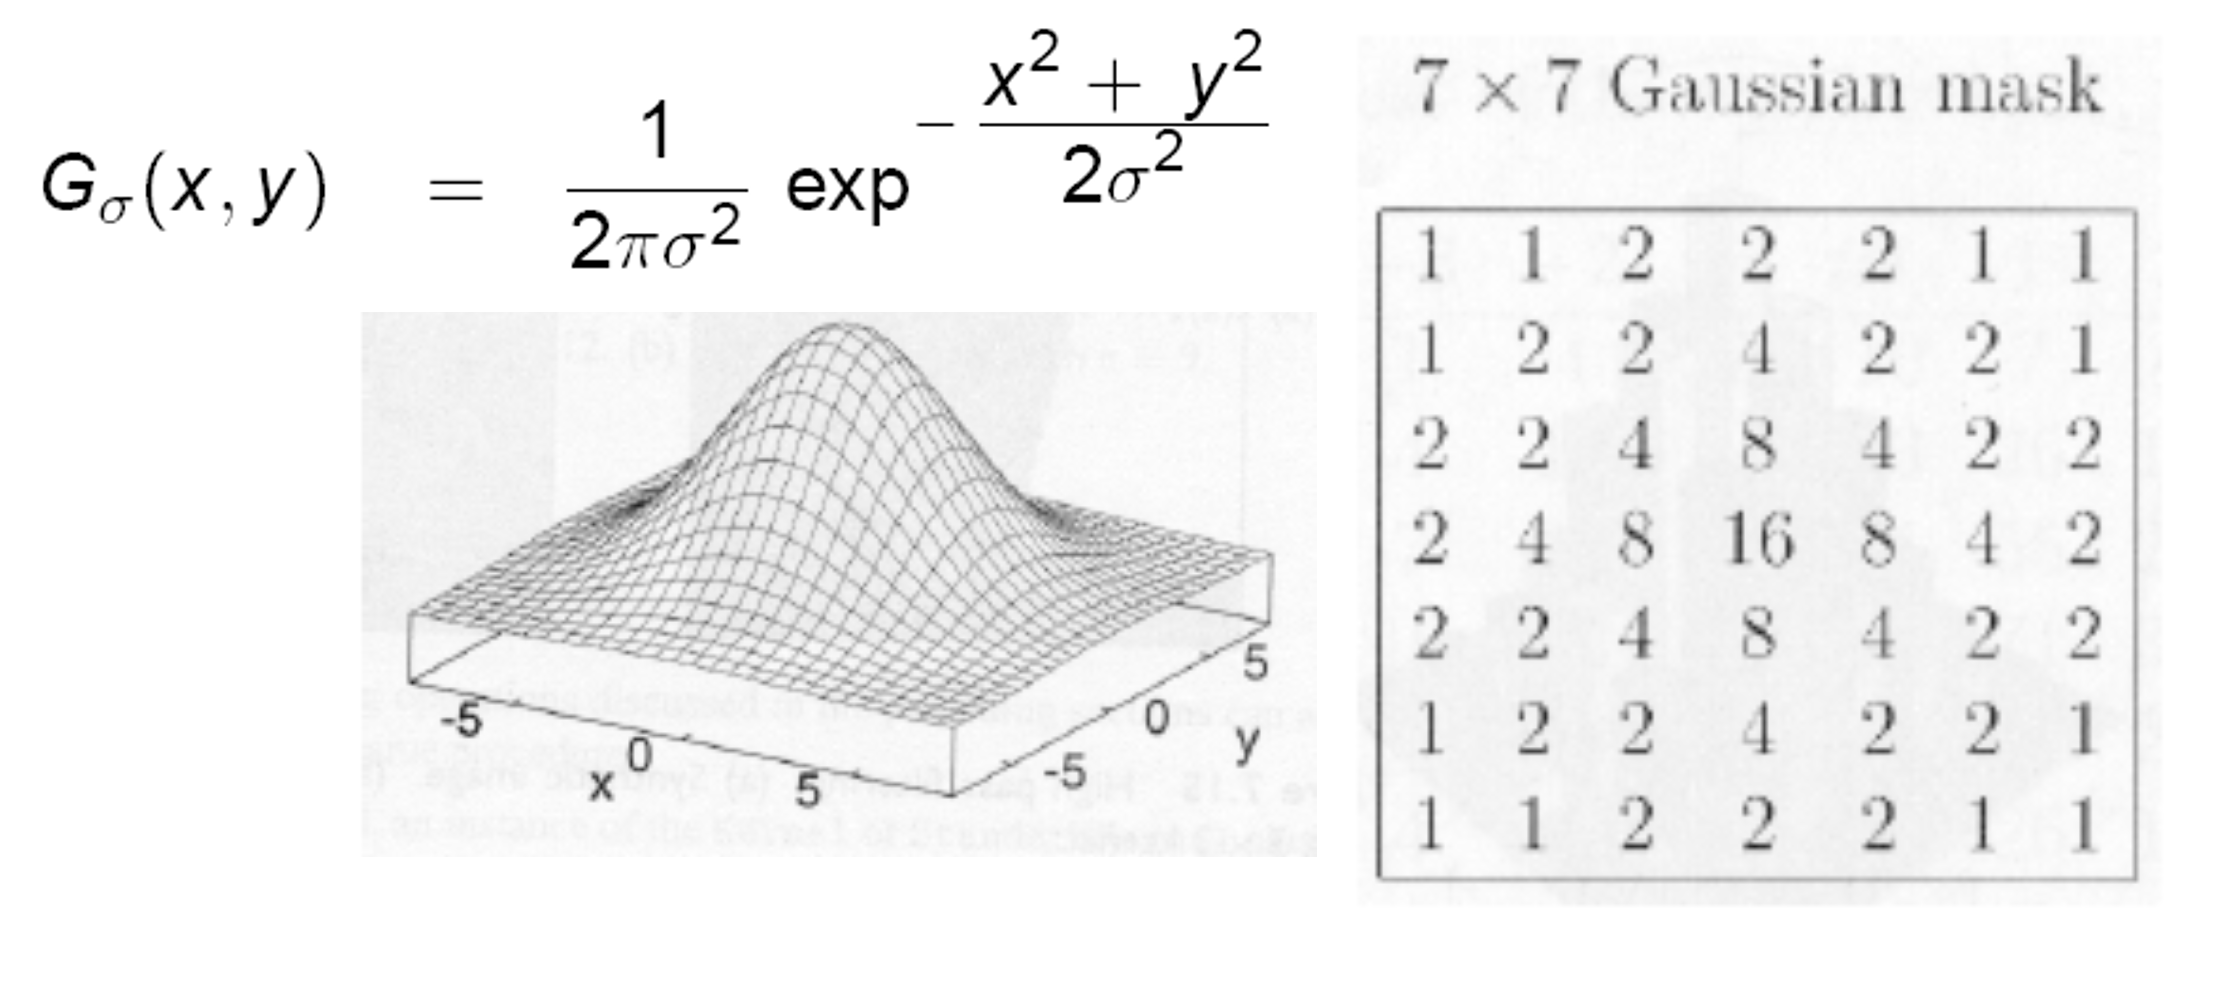 G_σ(x, y) = 1/(2πσ²) exp^(− (x² + y²)/(2σ²))
7 × 7 Gaussian mask
1 1 2 2 2 1 1
1 2 2 4 2 2 1
2 2 4 8 4 2 2
2 4 8 16 8 4 2
2 2 4 8 4 2 2
1 2 2 4 2 2 1
1 1 2 2 2 1 1
12. (b)
-5 0 5
x
-5 0 5
y